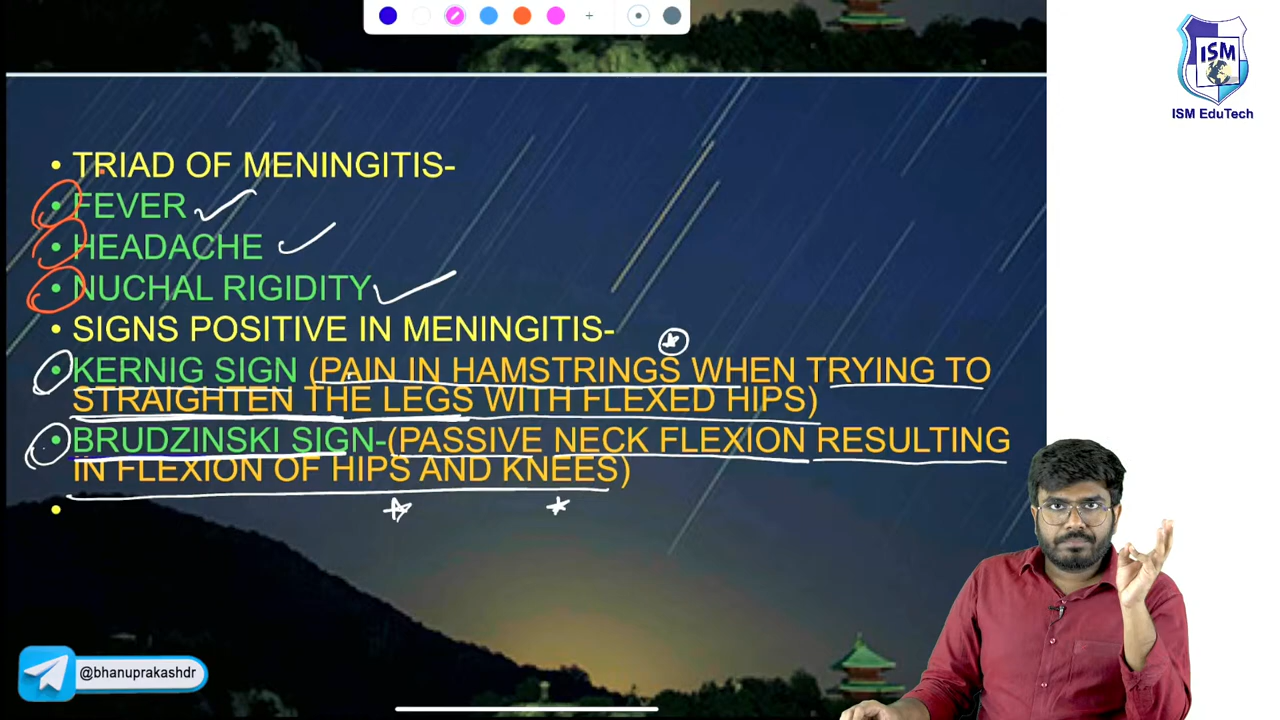 ISM
ISM EduTech
• TRIAD OF MENINGITIS-
• FEVER
• HEADACHE
• NUCHAL RIGIDITY
• SIGNS POSITIVE IN MENINGITIS-
• KERNIG SIGN (PAIN IN HAMSTRINGS WHEN TRYING TO
STRAIGHTEN THE LEGS WITH FLEXED HIPS)
• BRUDZINSKI SIGN-(PASSIVE NECK FLEXION RESULTING
IN FLEXION OF HIPS AND KNEES)
@bhanuprakashdr